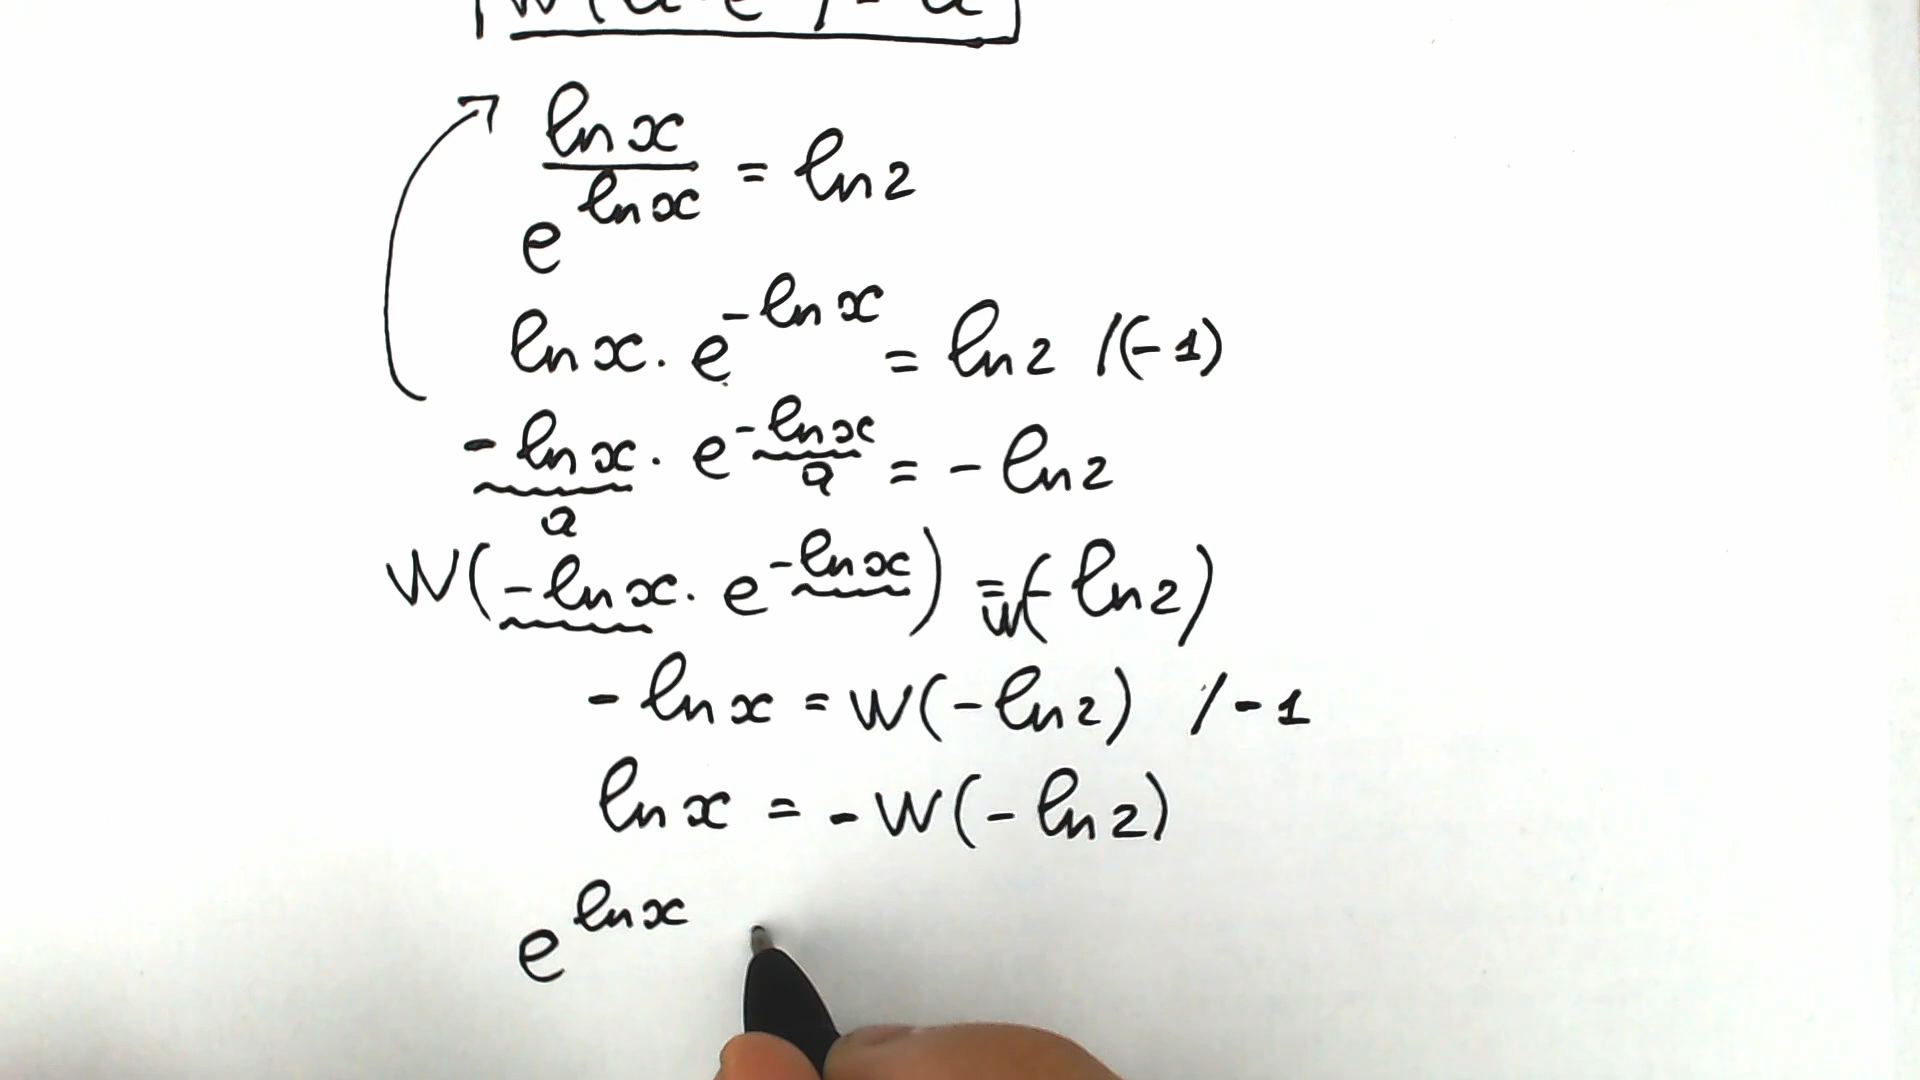 W(a·e
)=a
ln x / e^(ln x) = ln 2
ln x · e^(-ln x) = ln 2 /(-1)
-ln x · e^(-ln x) = - ln 2
a a
W(-ln x · e^(-ln x)) = W(- ln 2)
- ln x = W(- ln 2) / -1
ln x = - W(- ln 2)
e^(ln x)